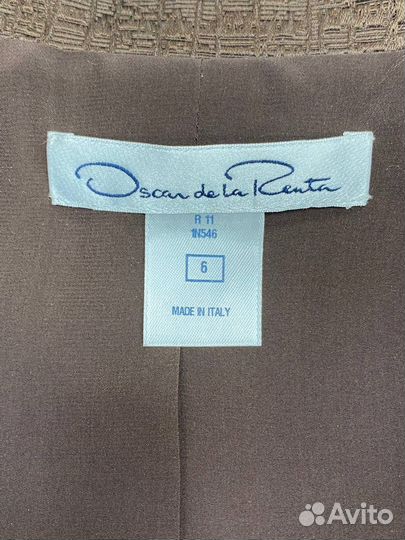 Oscar de la Renta
R 11
1N546
6
MADE IN ITALY
Avito